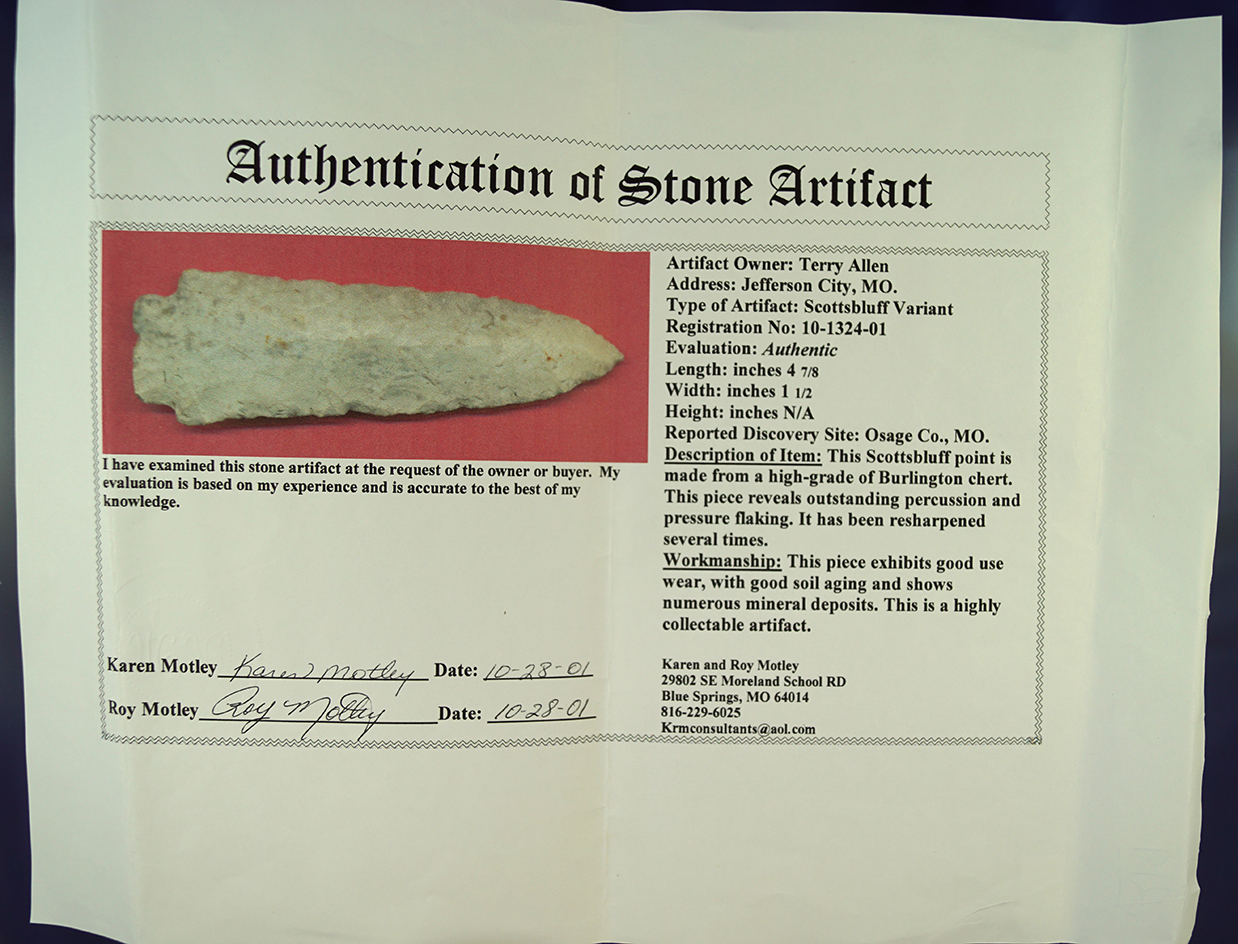 Authentication of Stone Artifact
I have examined this stone artifact at the request of the owner or buyer. My
evaluation is based on my experience and is accurate to the best of my
knowledge.
Karen Motley Karen Motley Date: 10-28-01
Roy Motley Roy Motley Date: 10-28-01
Artifact Owner: Terry Allen
Address: Jefferson City, MO.
Type of Artifact: Scottsbluff Variant
Registration No: 10-1324-01
Evaluation: Authentic
Length: inches 4 7/8
Width: inches 1 1/2
Height: inches N/A
Reported Discovery Site: Osage Co., MO.
Description of Item: This Scottsbluff point is
made from a high-grade of Burlington chert.
This piece reveals outstanding percussion and
pressure flaking. It has been resharpened
several times.
Workmanship: This piece exhibits good use
wear, with good soil aging and shows
numerous mineral deposits. This is a highly
collectable artifact.
Karen and Roy Motley
29802 SE Moreland School RD
Blue Springs, MO 64014
816-229-6025
Krmconsultants@aol.com